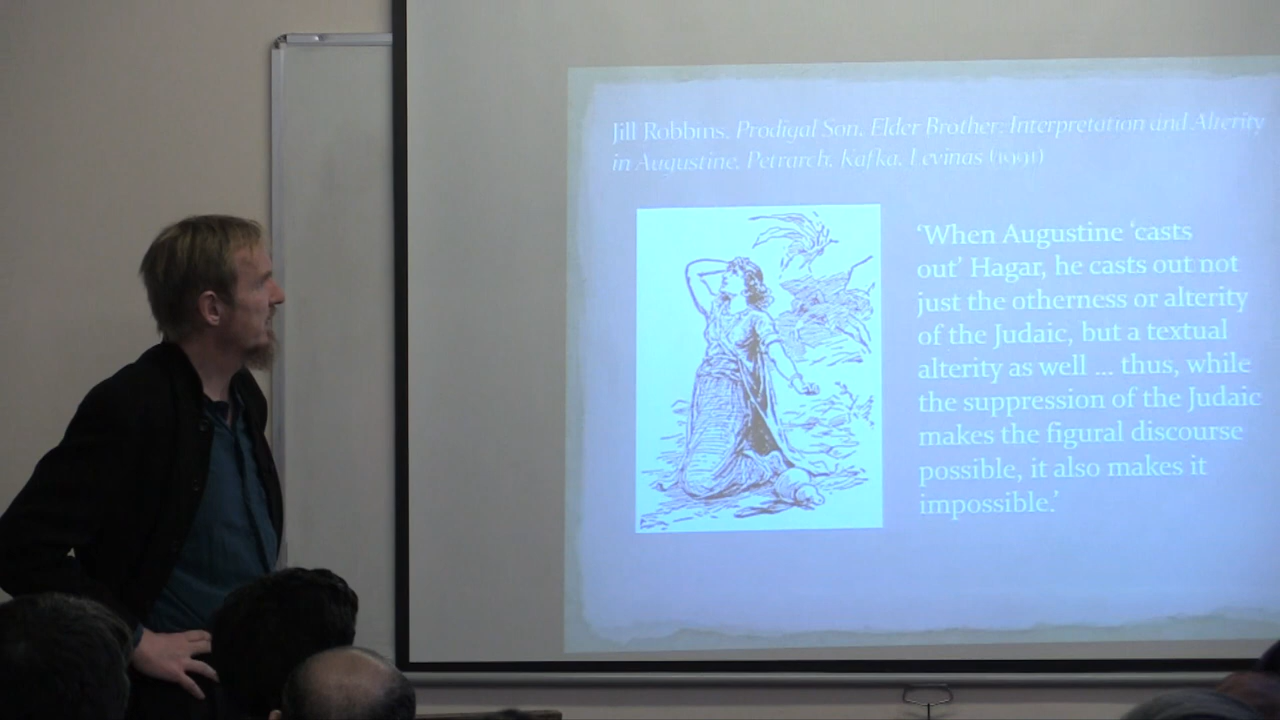 Jill Robbins, Prodigal Son, Elder Brother: Interpretation and Alterity
in Augustine, Petrarch, Kafka, Levinas (1991)
‘When Augustine ‘casts
out’ Hagar, he casts out not
just the otherness or alterity
of the Judaic, but a textual
alterity as well ... thus, while
the suppression of the Judaic
makes the figural discourse
possible, it also makes it
impossible.’